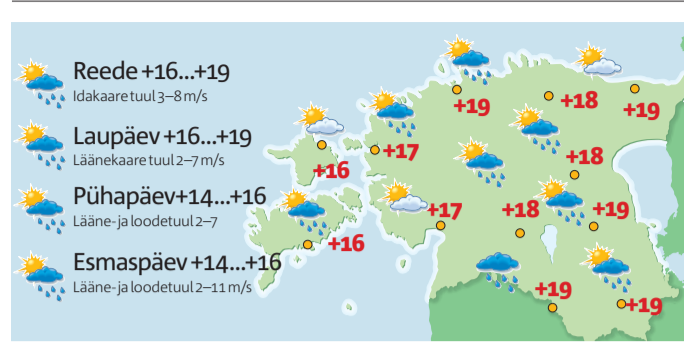 Reede +16...+19
Idakaare tuul 3–8 m/s
Laupäev +16...+19
Läänekaare tuul 2–7 m/s
Pühapäev +14...+16
Lääne- ja loodetuul 2–7
Esmaspäev +14...+16
Lääne- ja loodetuul 2–11 m/s
+19
+18
+19
+17
+16
+18
+17
+18
+19
+16
+19
+19